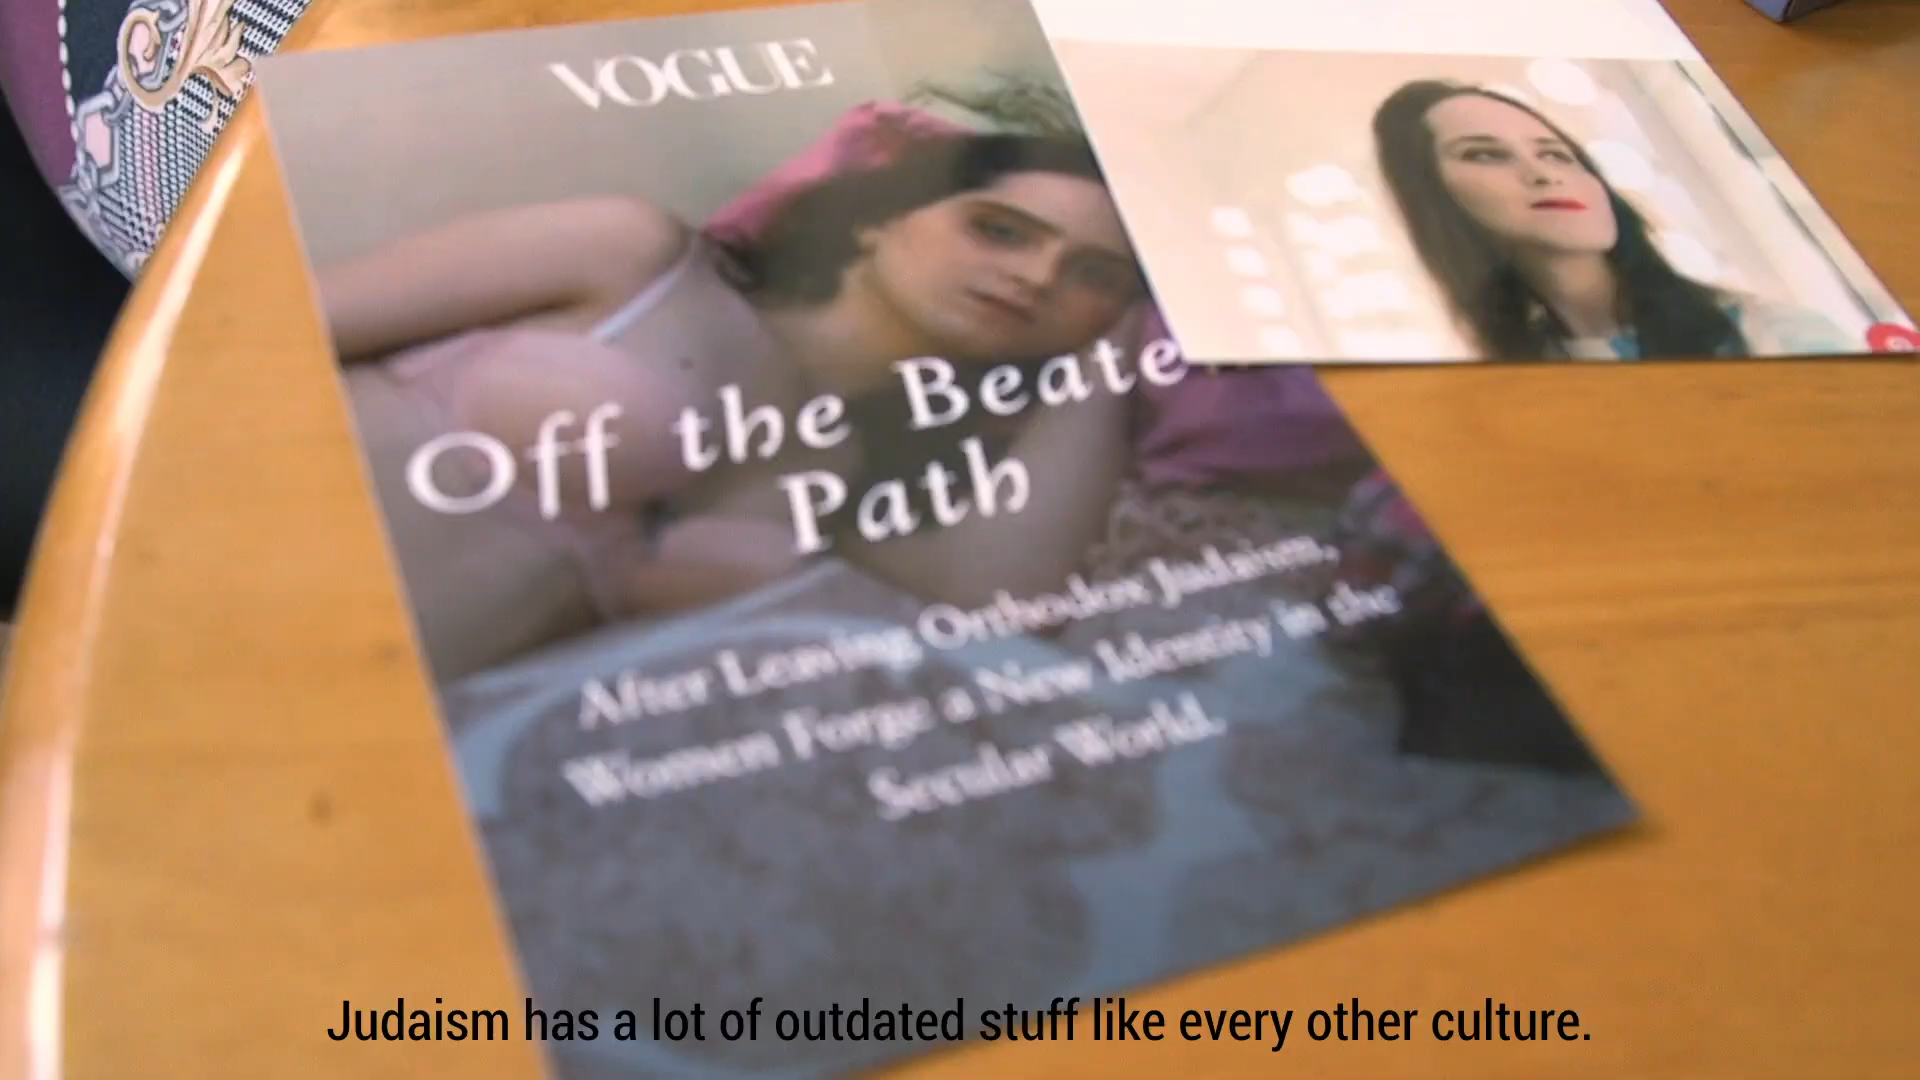 VOGUE
Off the Beate
Path
After Leaving Orthodox Judaism,
Women Forge a New Identity in the
Secular World.
Judaism has a lot of outdated stuff like every other culture.